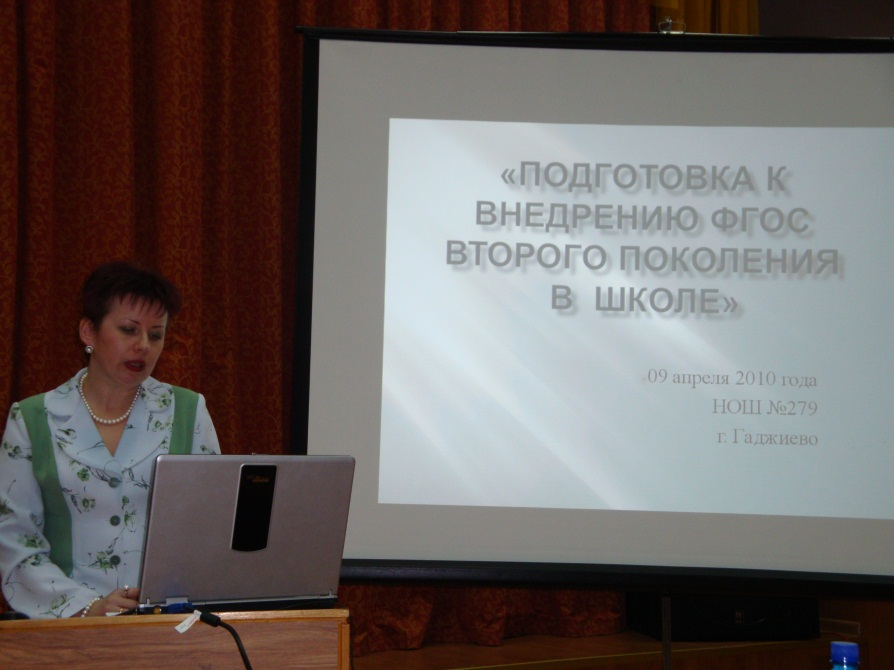 «ПОДГОТОВКА К
ВНЕДРЕНИЮ ФГОС
ВТОРОГО ПОКОЛЕНИЯ
В ШКОЛЕ»
09 апреля 2010 года
НОШ №279
г. Гаджиево